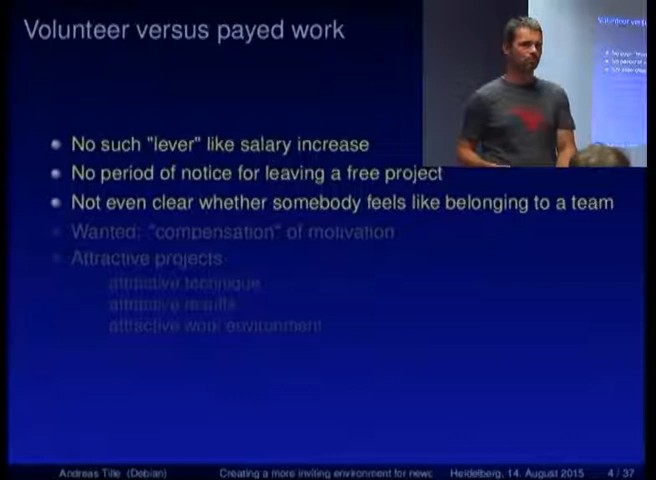 Volunteer versus payed work
No such "lever" like salary increase
No period of notice for leaving a free project
Not even clear whether somebody feels like belonging to a team
Wanted: "compensation" of motivation
Attractive projects
attractive technique
attractive results
attractive work environment
Andreas Tille (Debian) Creating a more inviting environment for newc Heidelberg, 14. August 2015 4 / 37